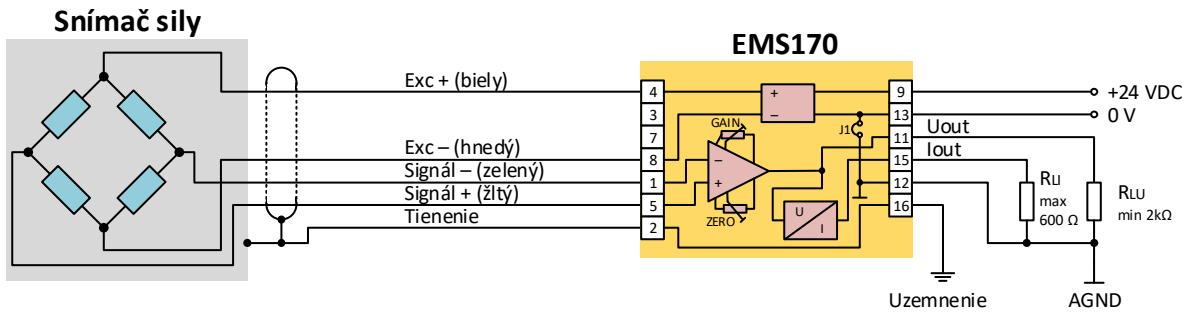 Snímač sily
EMS170
Exc + (biely)
Exc – (hnedý)
Signál – (zelený)
Signál + (žltý)
Tienenie
4
3
7
8
1
5
2
+
–
GAIN
–
+
ZERO
J1
U
I
9
13
11
15
12
16
+24 VDC
0 V
Uout
Iout
RLI
max
600 Ω
RLU
min 2kΩ
Uzemnenie
AGND